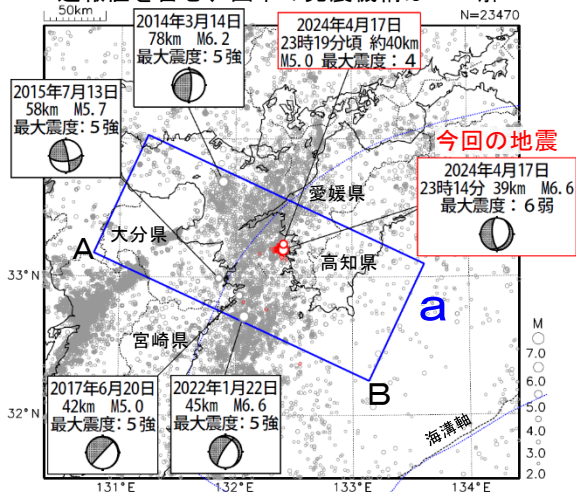 50km
N=23470
2014年3月14日
78km M6.2
最大震度:5強
2024年4月17日
23時19分頃 約40km
M5.0 最大震度:4
2015年7月13日
58km M5.7
最大震度:5強
今回の地震
2024年4月17日
23時14分 39km M6.6
最大震度:6弱
愛媛県
大分県
高知県
A
33°N
a
宮崎県
M
7.0
6.0
5.0
4.0
3.0
2.0
B
2017年6月20日
42km M5.0
最大震度:5強
2022年1月22日
45km M6.6
最大震度:5強
32°N
海溝軸
131°E
132°E
133°E
134°E